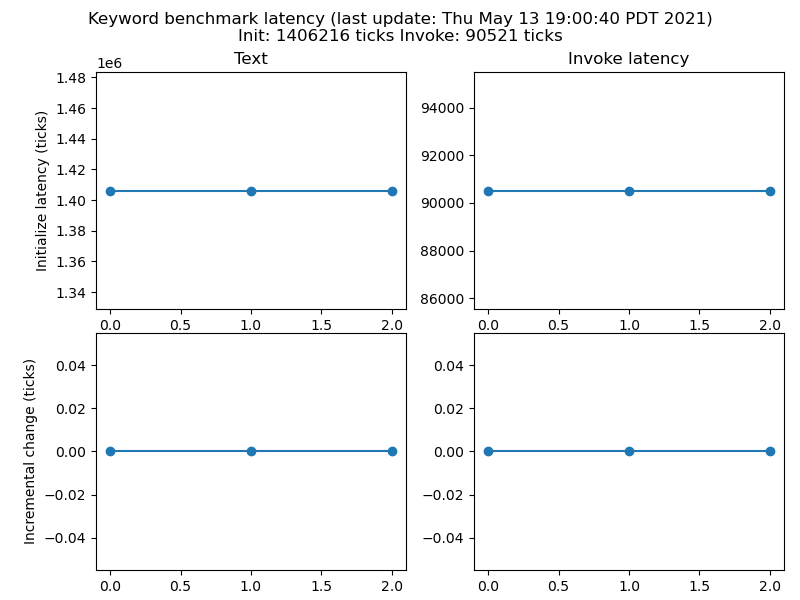 Keyword benchmark latency (last update: Thu May 13 19:00:40 PDT 2021)
Init: 1406216 ticks Invoke: 90521 ticks
Text
1e6
Initialize latency (ticks)
1.48
1.46
1.44
1.42
1.40
1.38
1.36
1.34
0.0 0.5 1.0 1.5 2.0
Invoke latency
94000
92000
90000
88000
86000
0.0 0.5 1.0 1.5 2.0
Incremental change (ticks)
0.04
0.02
0.00
−0.02
−0.04
0.0 0.5 1.0 1.5 2.0
0.04
0.02
0.00
−0.02
−0.04
0.0 0.5 1.0 1.5 2.0